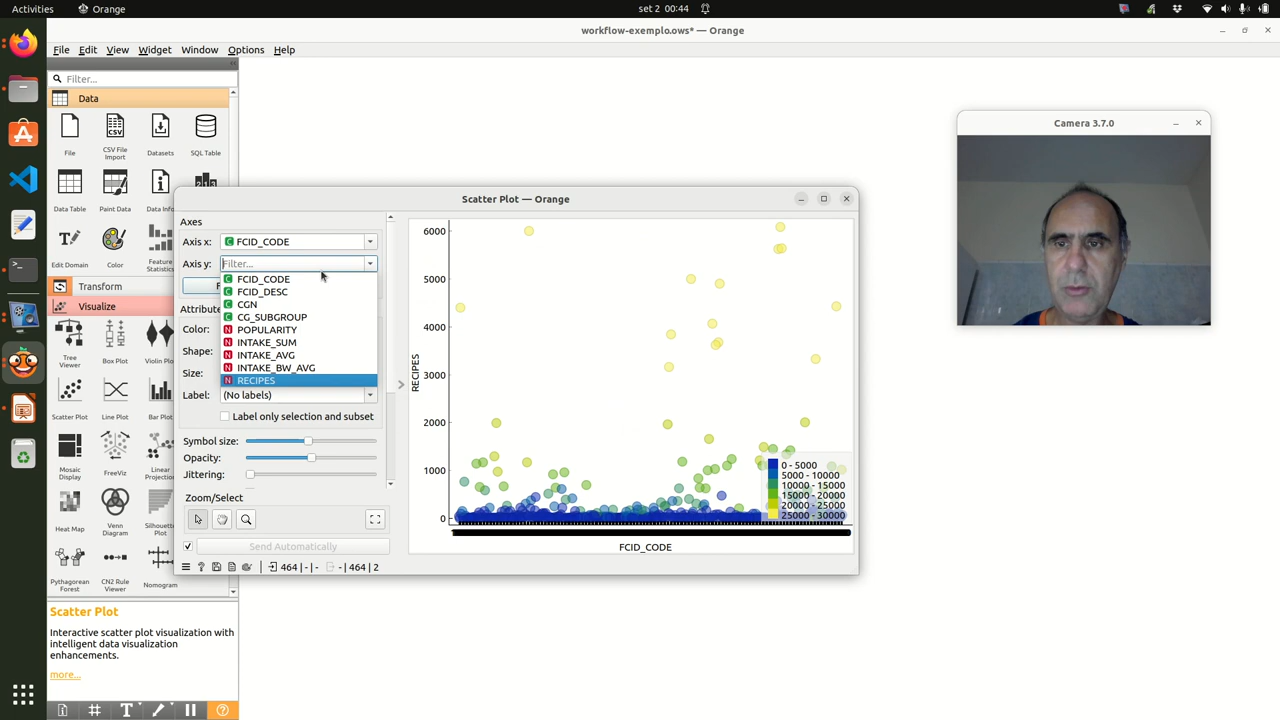 Activities
Orange
set 2 00:44
workflow-exemplo.ows* — Orange
File Edit View Widget Window Options Help
Filter...
Data
File
CSV File
Import
Datasets
SQL Table
Data Table
Paint Data
Data Info
Edit Domain
Color
Feature
Statistics
Transform
Visualize
Tree
Viewer
Box Plot
Violin
Scatter Plot
Line Plot
Bar Plot
Mosaic
Display
FreeViz
Linear
Projection
Heat Map
Venn
Diagram
Silhouette
Plot
Pythagorean
Forest
CN2 Rule
Viewer
Nomogram
Scatter Plot
Interactive scatter plot visualization with
intelligent data visualization
enhancements.
more...
Scatter Plot — Orange
Axes
Axis x: FCID_CODE
Axis y: Filter...
FCID_CODE
FCID_DESC
CGN
CG_SUBGROUP
POPULARITY
INTAKE_SUM
INTAKE_AVG
INTAKE_BW_AVG
RECIPES
Color:
Shape:
Size:
Label: (No labels)
Label only selection and subset
Symbol size:
Opacity:
Jittering:
Zoom/Select
Send Automatically
464 | - | -
- | 464 | 2
6000
5000
4000
3000
2000
1000
0
RECIPES
FCID_CODE
0 - 5000
5000 - 10000
10000 - 15000
15000 - 20000
20000 - 25000
25000 - 30000
Camera 3.7.0